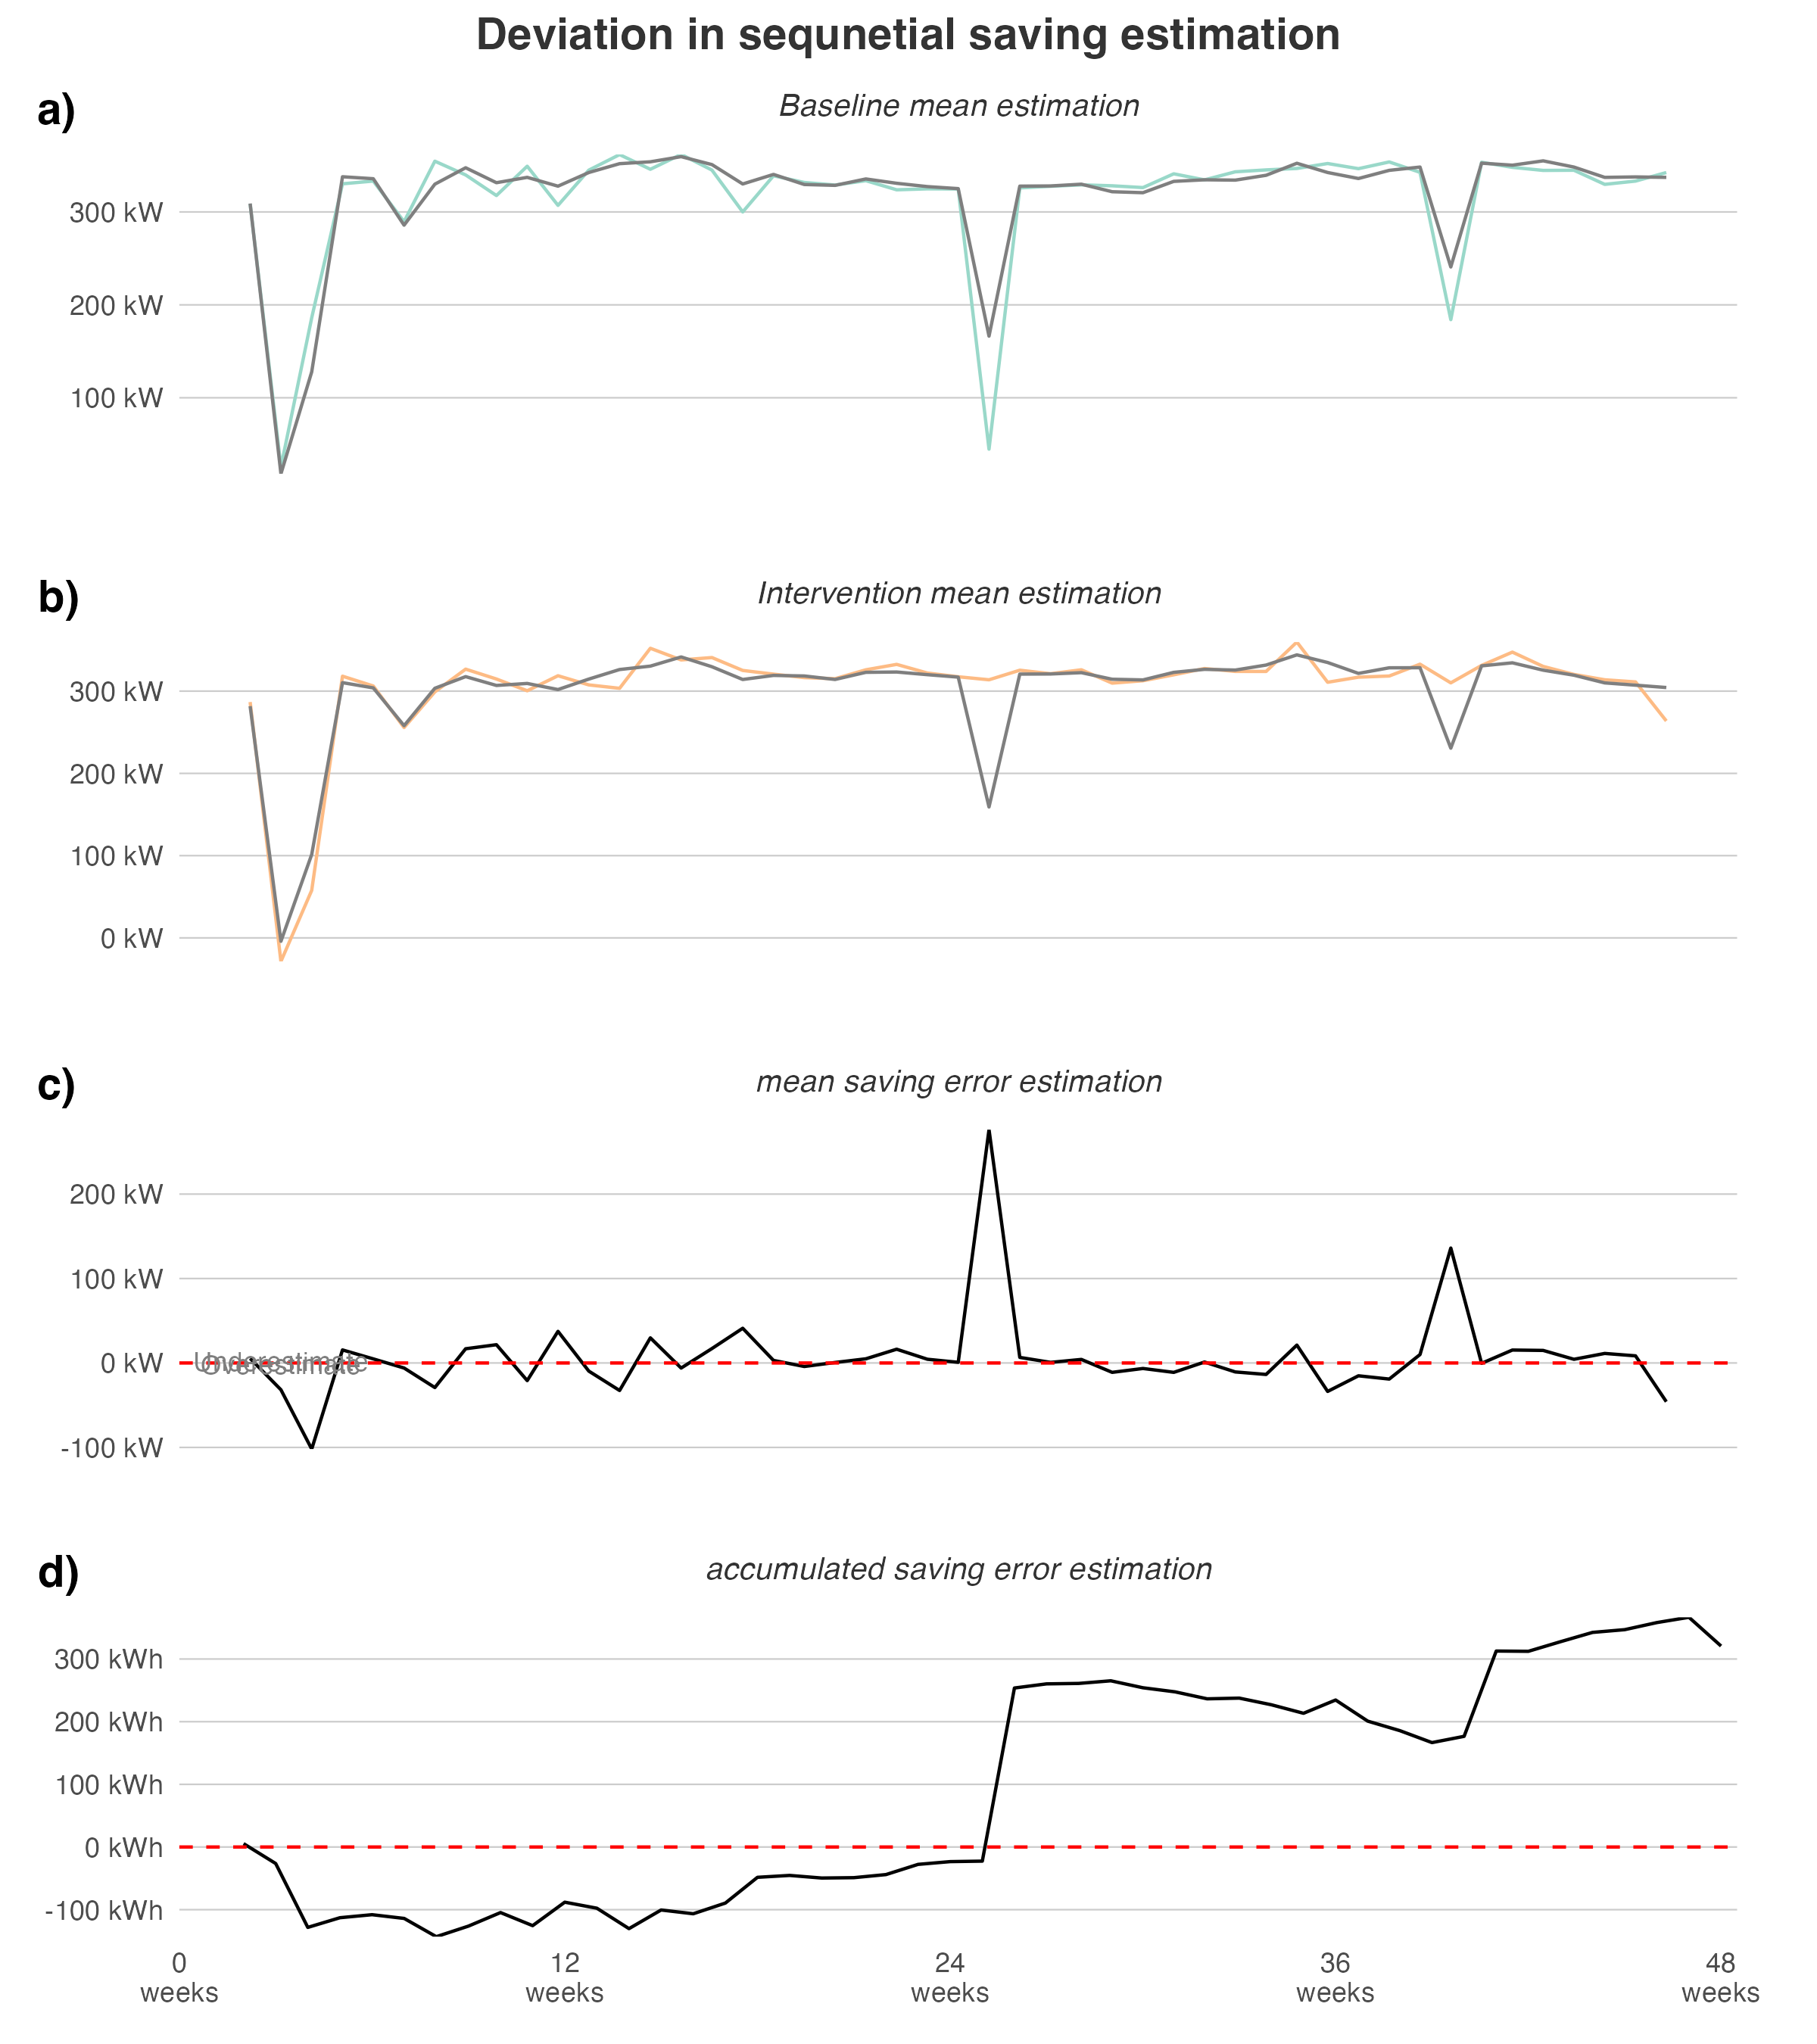 Deviation in sequnetial saving estimation
a)
Baseline mean estimation
300 kW
200 kW
100 kW
b)
Intervention mean estimation
300 kW
200 kW
100 kW
0 kW
c)
mean saving error estimation
200 kW
100 kW
0 kW
-100 kW
Underestimate
Overestimate
d)
accumulated saving error estimation
300 kWh
200 kWh
100 kWh
0 kWh
-100 kWh
0 12 24 36 48
weeks weeks weeks weeks weeks